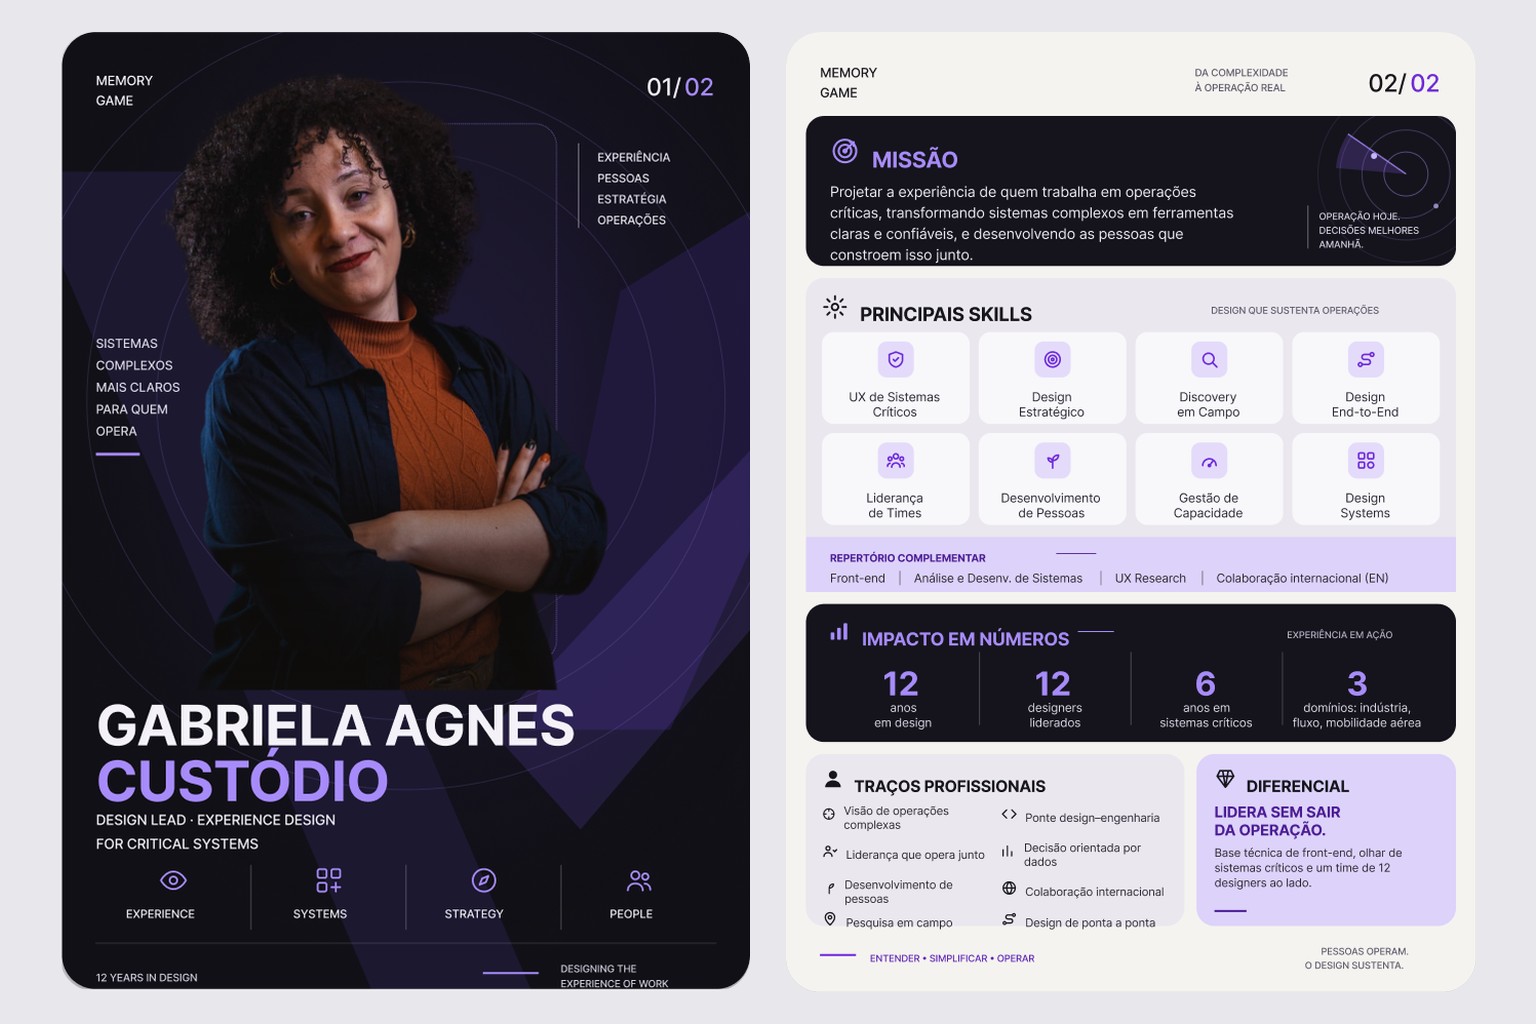 MEMORY
GAME
01/ 02
EXPERIÊNCIA
PESSOAS
ESTRATÉGIA
OPERAÇÕES
SISTEMAS
COMPLEXOS
MAIS CLAROS
PARA QUEM
OPERA
GABRIELA AGNES
CUSTÓDIO
DESIGN LEAD · EXPERIENCE DESIGN
FOR CRITICAL SYSTEMS
EXPERIENCE
SYSTEMS
STRATEGY
PEOPLE
12 YEARS IN DESIGN
DESIGNING THE
EXPERIENCE OF WORK
MEMORY
GAME
DA COMPLEXIDADE
À OPERAÇÃO REAL
02/ 02
MISSÃO
Projetar a experiência de quem trabalha em operações
críticas, transformando sistemas complexos em ferramentas
claras e confiáveis, e desenvolvendo as pessoas que
constroem isso junto.
OPERAÇÃO HOJE.
DECISÕES MELHORES
AMANHÃ.
PRINCIPAIS SKILLS
DESIGN QUE SUSTENTA OPERAÇÕES
UX de Sistemas
Críticos
Design
Estratégico
Discovery
em Campo
Design
End-to-End
Liderança
de Times
Desenvolvimento
de Pessoas
Gestão de
Capacidade
Design
Systems
REPERTÓRIO COMPLEMENTAR
Front-end
Análise e Desenv. de Sistemas
UX Research
Colaboração internacional (EN)
IMPACTO EM NÚMEROS
EXPERIÊNCIA EM AÇÃO
12
anos
em design
12
designers
liderados
6
anos em
sistemas críticos
3
domínios: indústria,
fluxo, mobilidade aérea
TRAÇOS PROFISSIONAIS
Visão de operações
complexas
Liderança que opera junto
Desenvolvimento de
pessoas
Pesquisa em campo
Ponte design–engenharia
Decisão orientada por
dados
Colaboração internacional
Design de ponta a ponta
DIFERENCIAL
LIDERA SEM SAIR
DA OPERAÇÃO.
Base técnica de front-end, olhar de
sistemas críticos e um time de 12
designers ao lado.
ENTENDER • SIMPLIFICAR • OPERAR
PESSOAS OPERAM.
O DESIGN SUSTENTA.